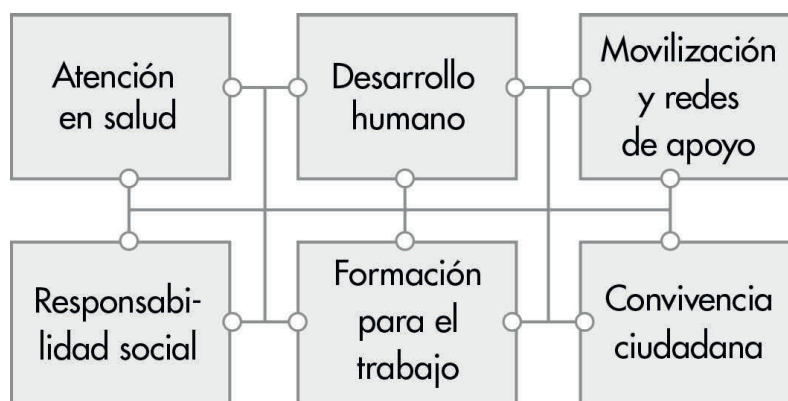 Atención
en salud
Desarrollo
humano
Movilización
y redes
de apoyo
Responsabi-
lidad social
Formación
para el
trabajo
Convivencia
ciudadana